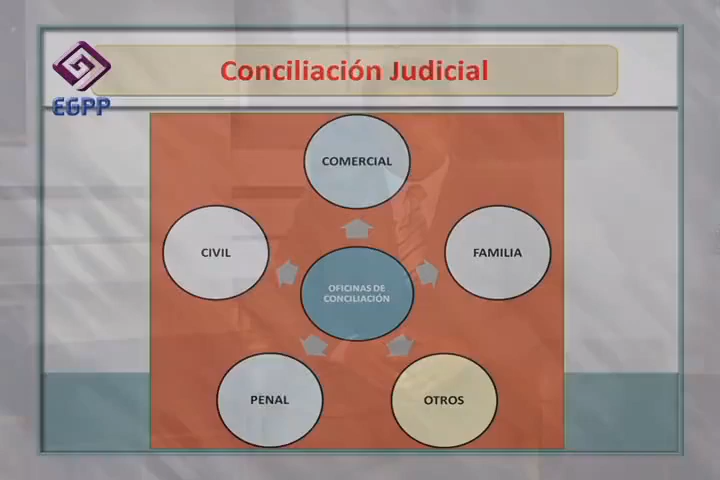 Conciliación Judicial
EGPP
COMERCIAL
CIVIL
FAMILIA
OFICINAS DE
CONCILIACIÓN
PENAL
OTROS